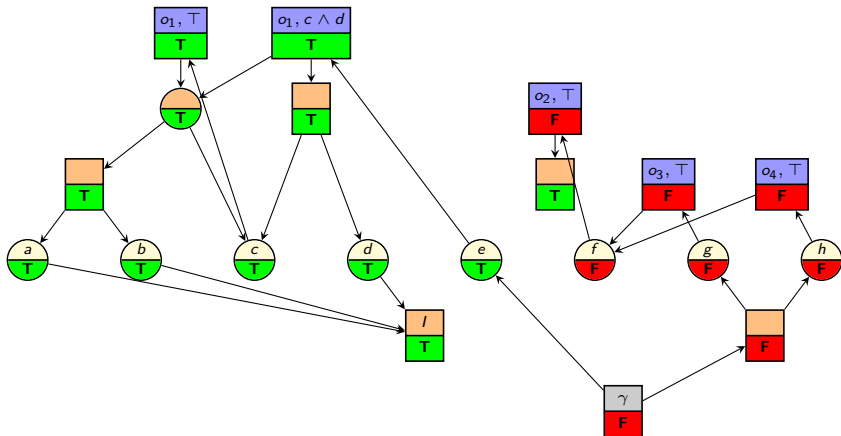 o₁, ⊤
T
o₁, c ∧ d
T
T
T
o₂, ⊤
F
T
T
o₃, ⊤
F
o₄, ⊤
F
a
T
b
T
c
T
d
T
e
T
f
F
g
F
h
F
I
T
F
γ
F